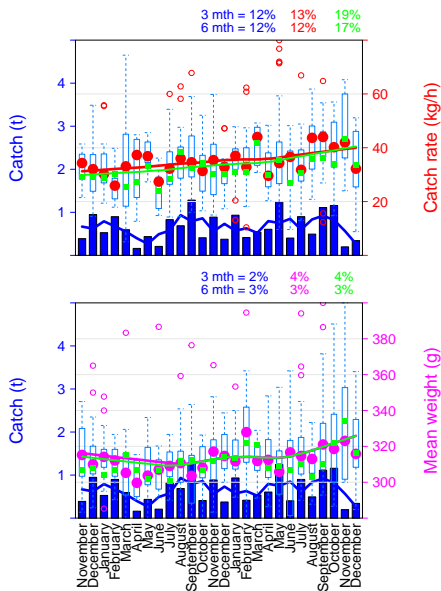 3 mth = 12% 13% 19%
6 mth = 12% 12% 17%
Catch (t)
5
4
3
2
1
60
40
20
Catch rate (kg/h)
3 mth = 2% 4% 4%
6 mth = 3% 3% 3%
Catch (t)
4
3
2
1
380
360
340
320
300
Mean weight (g)
November
December
January
February
March
April
May
June
July
August
September
October
November
December
January
February
March
April
May
June
July
August
September
October
November
December